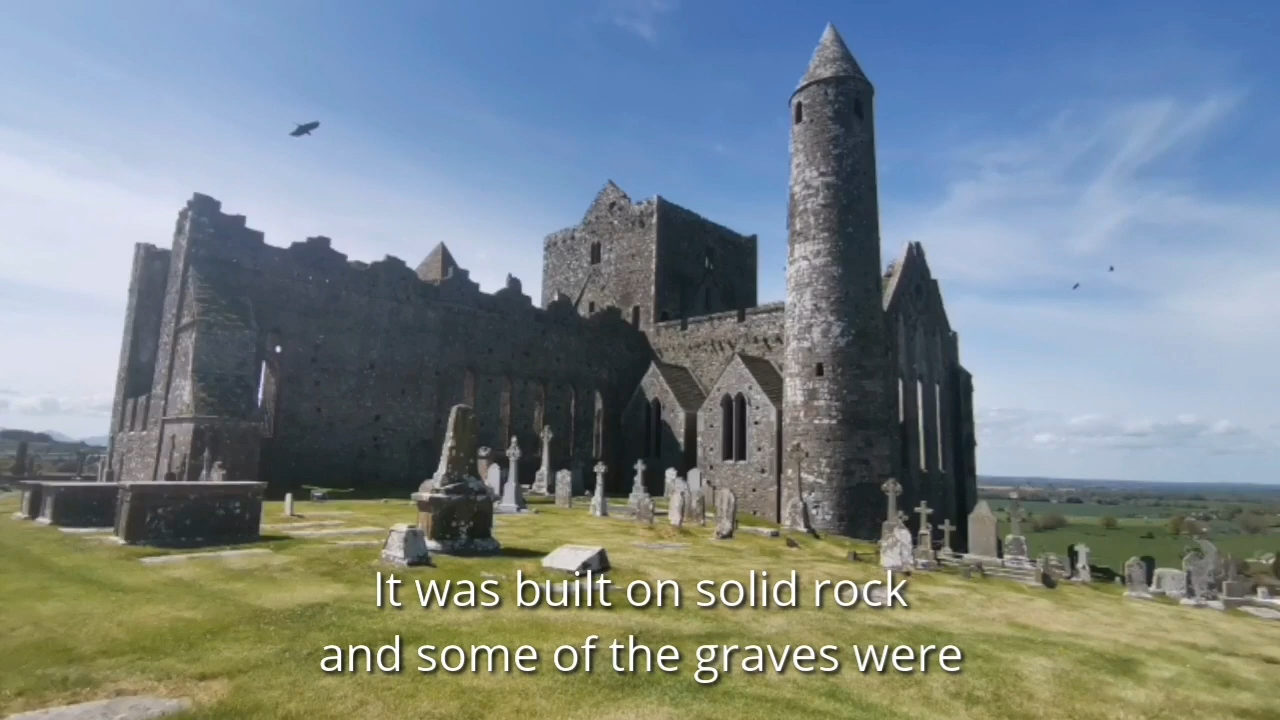 It was built on solid rock
and some of the graves were